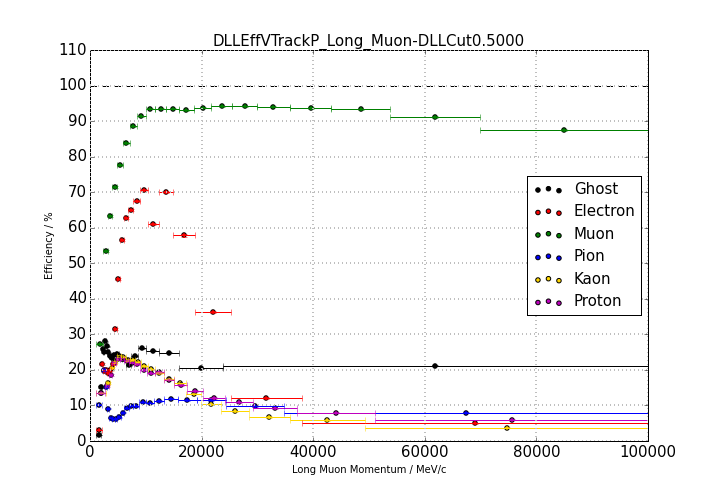 DLLEffVTrackP_Long_Muon-DLLCut0.5000
110
100
90
80
70
60
50
40
30
20
10
0
Efficiency / %
Ghost
Electron
Muon
Pion
Kaon
Proton
0 20000 40000 60000 80000 100000
Long Muon Momentum / MeV/c